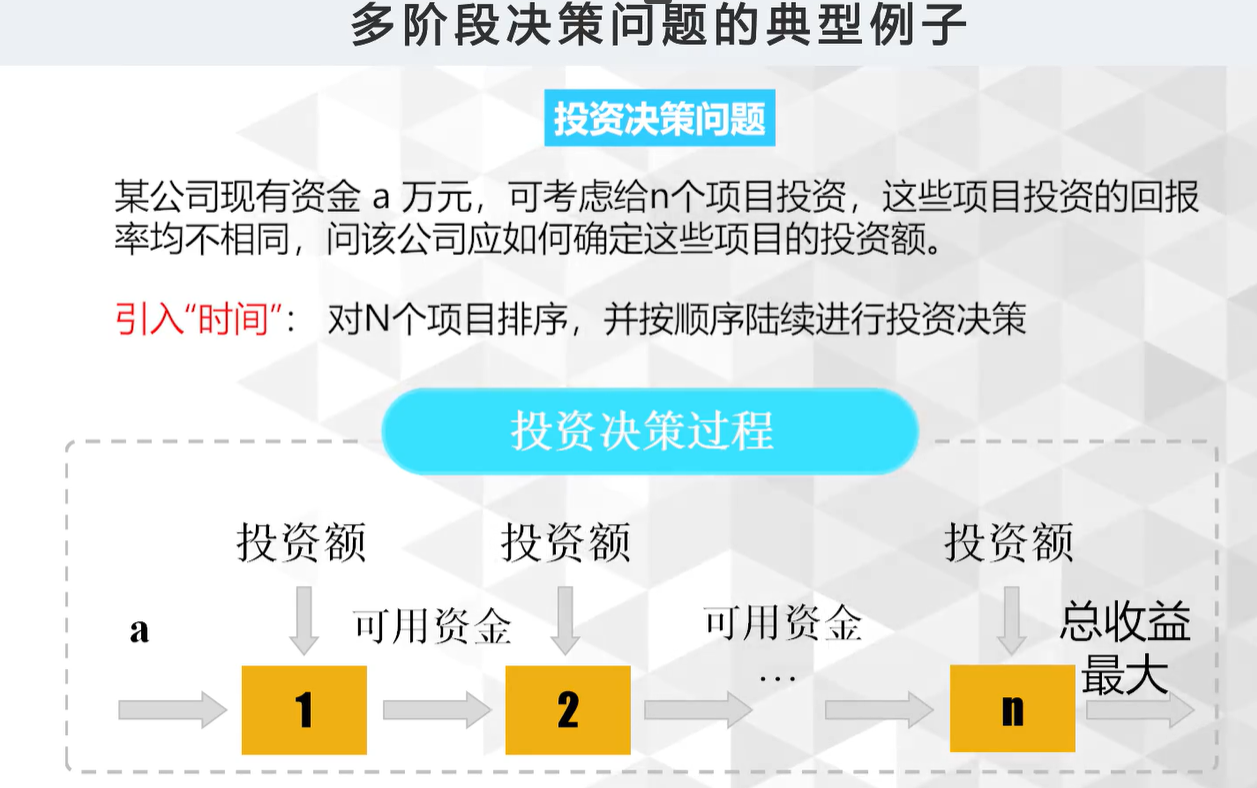 多阶段决策问题的典型例子
投资决策问题
某公司现有资金 a 万元，可考虑给n个项目投资，这些项目投资的回报
率均不相同，问该公司应如何确定这些项目的投资额。
引入“时间”： 对N个项目排序，并按顺序陆续进行投资决策
投资决策过程
投资额 投资额 投资额
a 可用资金 可用资金 总收益
… 最大
1 2 n